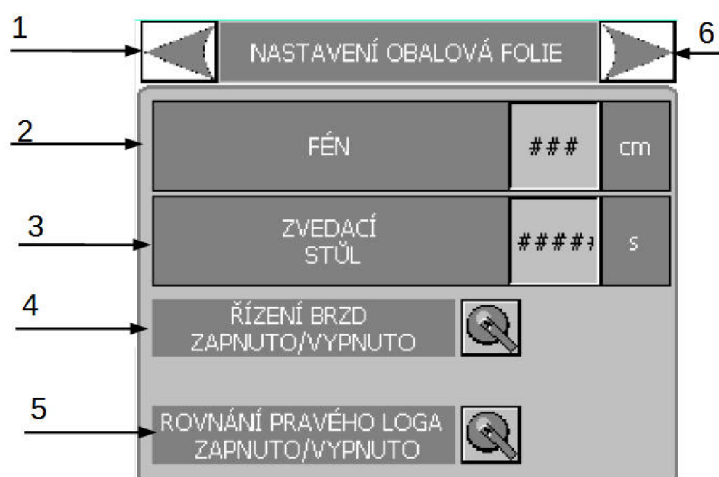 1
NASTAVENÍ OBALOVÁ FOLIE
6
2
FÉN
###
cm
3
ZVEDACÍ
STŮL
####
s
4
ŘÍZENÍ BRZD
ZAPNUTO/VYPNUTO
5
ROVNÁNÍ PRAVÉHO LOGA
ZAPNUTO/VYPNUTO